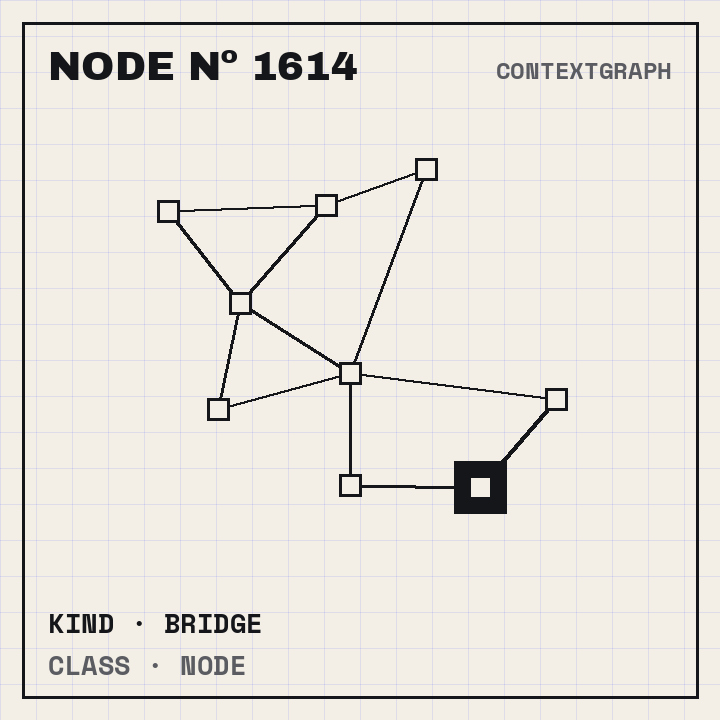 NODE Nº 1614
CONTEXTGRAPH
KIND · BRIDGE
CLASS · NODE